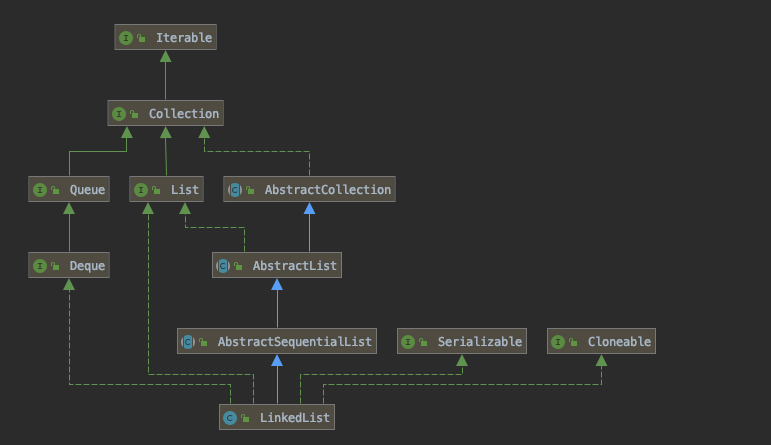 Iterable
Collection
Queue
List
AbstractCollection
Deque
AbstractList
AbstractSequentialList
Serializable
Cloneable
LinkedList